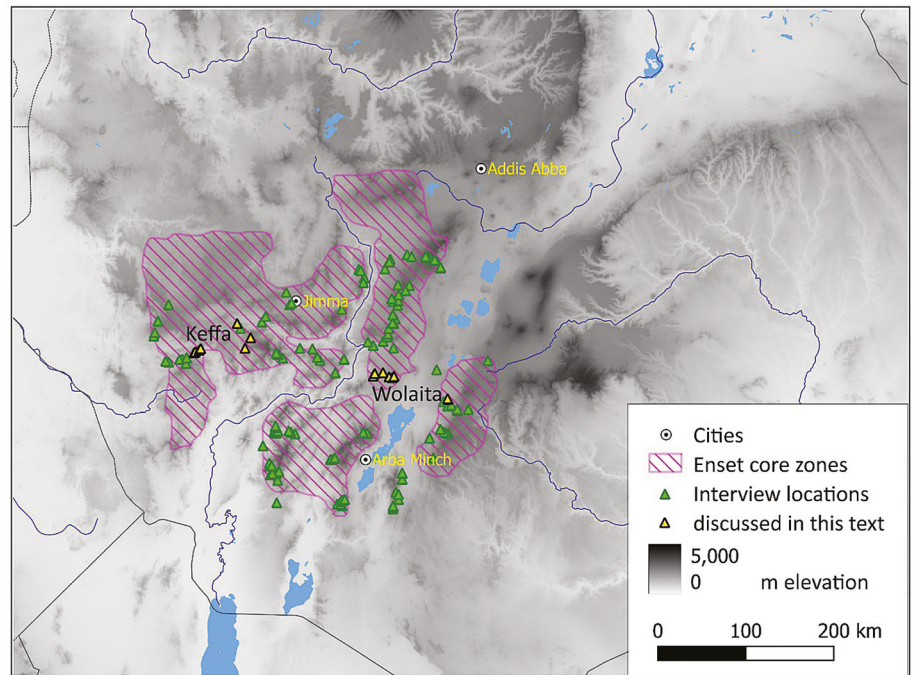 Addis Abba
Jimma
Keffa
Wolaita
Arba Minch
Cities
Enset core zones
Interview locations
discussed in this text
5,000
0 m elevation
0 100 200 km